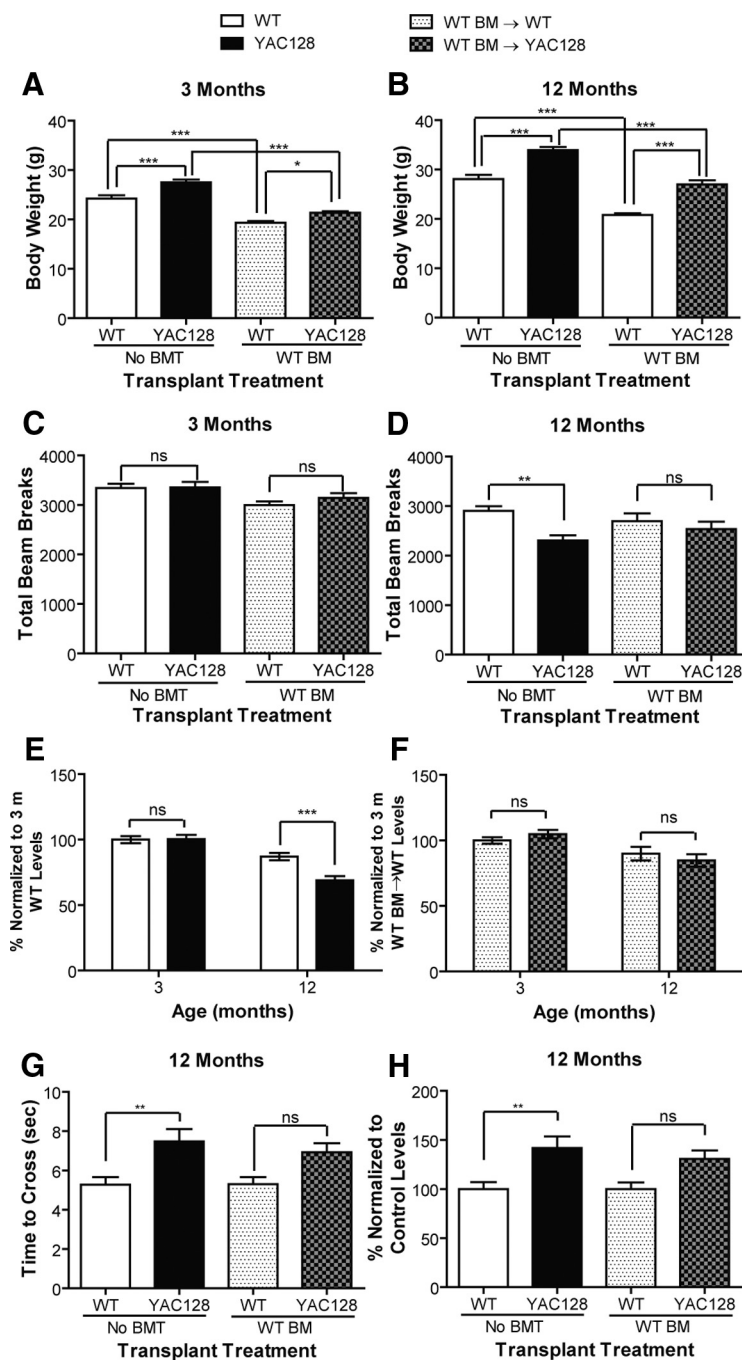 WT
YAC128
WT BM → WT
WT BM → YAC128
A
3 Months
Body Weight (g)
40
30
20
10
0
***
***
***
*
WT YAC128 WT YAC128
No BMT WT BM
Transplant Treatment
B
12 Months
Body Weight (g)
40
30
20
10
0
***
***
***
***
WT YAC128 WT YAC128
No BMT WT BM
Transplant Treatment
C
3 Months
Total Beam Breaks
4000
3000
2000
1000
0
ns
ns
WT YAC128 WT YAC128
No BMT WT BM
Transplant Treatment
D
12 Months
Total Beam Breaks
4000
3000
2000
1000
0
**
ns
WT YAC128 WT YAC128
No BMT WT BM
Transplant Treatment
E
% Normalized to 3 m
WT Levels
150
100
50
0
ns
***
3 12
Age (months)
F
% Normalized to 3 m
WT BM→WT Levels
150
100
50
0
ns
ns
3 12
Age (months)
G
12 Months
Time to Cross (sec)
8
6
4
2
0
**
ns
WT YAC128 WT YAC128
No BMT WT BM
Transplant Treatment
H
12 Months
% Normalized to
Control Levels
200
150
100
50
0
**
ns
WT YAC128 WT YAC128
No BMT WT BM
Transplant Treatment